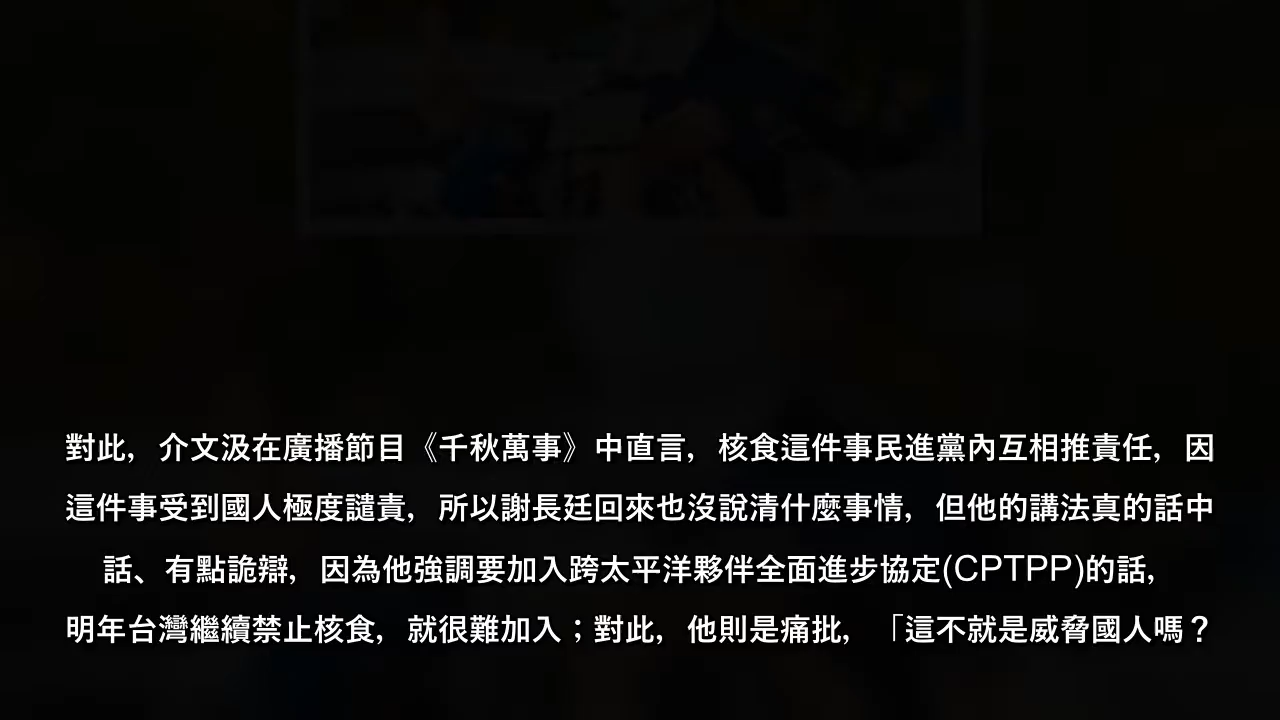 對此，介文汲在廣播節目《千秋萬事》中直言，核食這件事民進黨內互相推責任，因
這件事受到國人極度譴責，所以謝長廷回來也沒說清什麼事情，但他的講法真的話中
話、有點詭辯，因為他強調要加入跨太平洋夥伴全面進步協定(CPTPP)的話，
明年台灣繼續禁止核食，就很難加入；對此，他則是痛批，「這不就是威脅國人嗎？